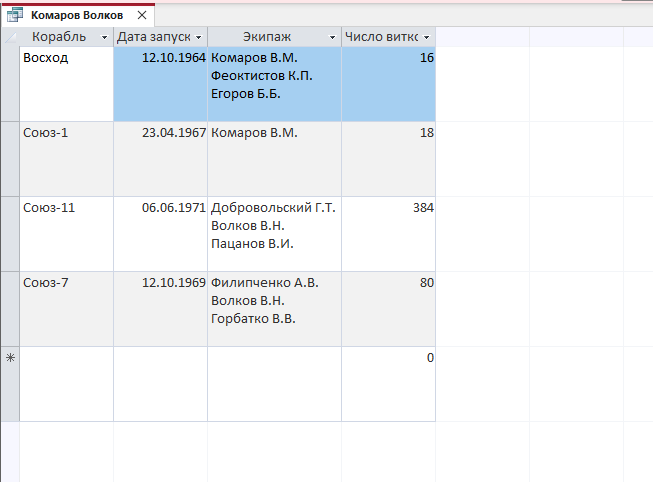 Комаров Волков
Корабль Дата запуск Экипаж Число витко
Восход 12.10.1964 Комаров В.М. 16
Феоктистов К.П.
Егоров Б.Б.
Союз-1 23.04.1967 Комаров В.М. 18
Союз-11 06.06.1971 Добровольский Г.Т. 384
Волков В.Н.
Пацанов В.И.
Союз-7 12.10.1969 Филипченко А.В. 80
Волков В.Н.
Горбатко В.В.
0